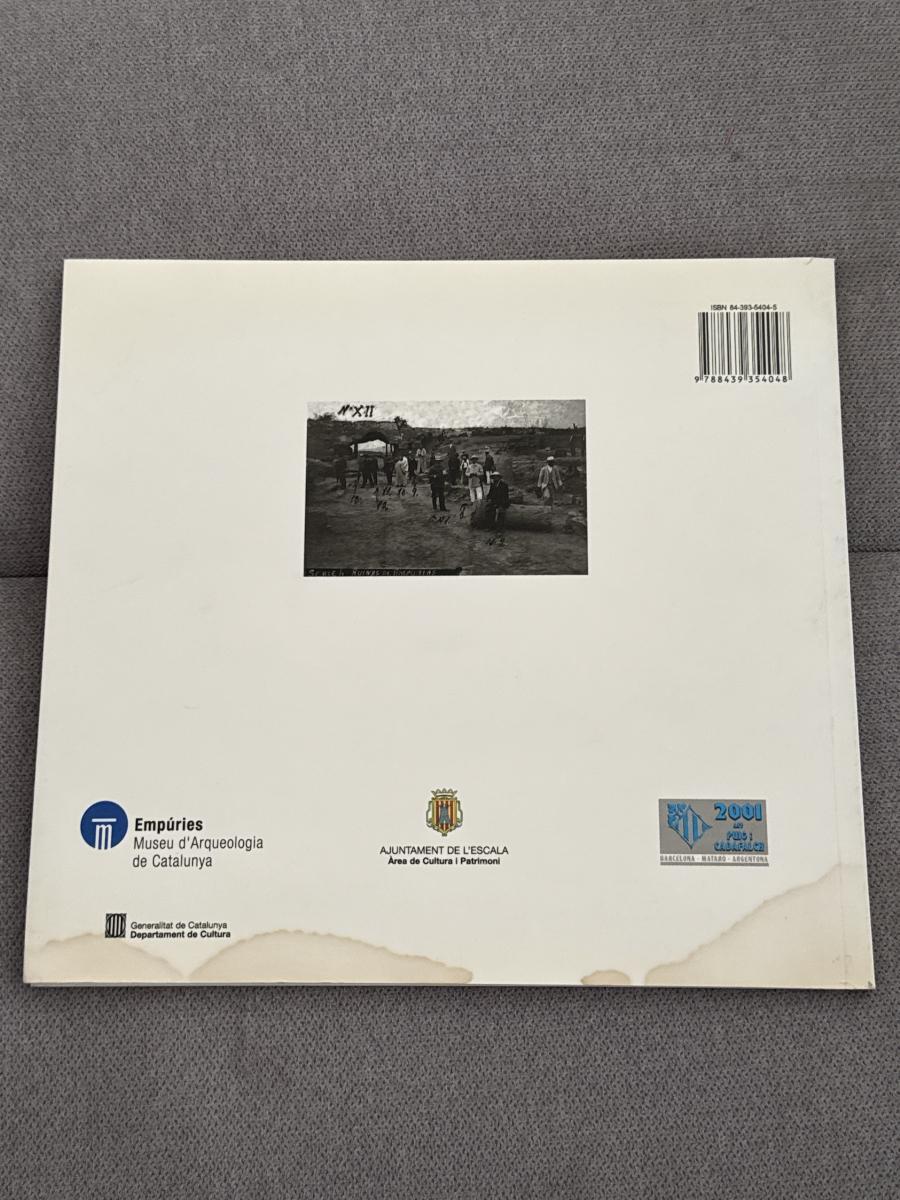 ISBN 84-393-5404-5
9 788439 354048
Nº XII
Empúries
Museu d'Arqueologia
de Catalunya
AJUNTAMENT DE L'ESCALA
Àrea de Cultura i Patrimoni
2001
ANY
PUIG I
CADAFALCH
BARCELONA - MATARÓ - ARGENTONA
Generalitat de Catalunya
Departament de Cultura